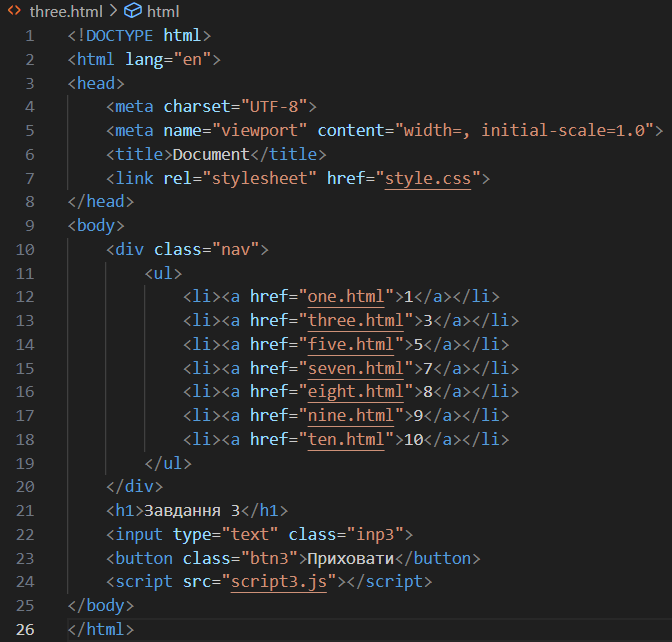 three.html > html
1 <!DOCTYPE html>
2 <html lang="en">
3 <head>
4     <meta charset="UTF-8">
5     <meta name="viewport" content="width=, initial-scale=1.0">
6     <title>Document</title>
7     <link rel="stylesheet" href="style.css">
8 </head>
9 <body>
10     <div class="nav">
11         <ul>
12             <li><a href="one.html">1</a></li>
13             <li><a href="three.html">3</a></li>
14             <li><a href="five.html">5</a></li>
15             <li><a href="seven.html">7</a></li>
16             <li><a href="eight.html">8</a></li>
17             <li><a href="nine.html">9</a></li>
18             <li><a href="ten.html">10</a></li>
19         </ul>
20     </div>
21     <h1>Завдання 3</h1>
22     <input type="text" class="inp3">
23     <button class="btn3">Приховати</button>
24     <script src="script3.js"></script>
25 </body>
26 </html>